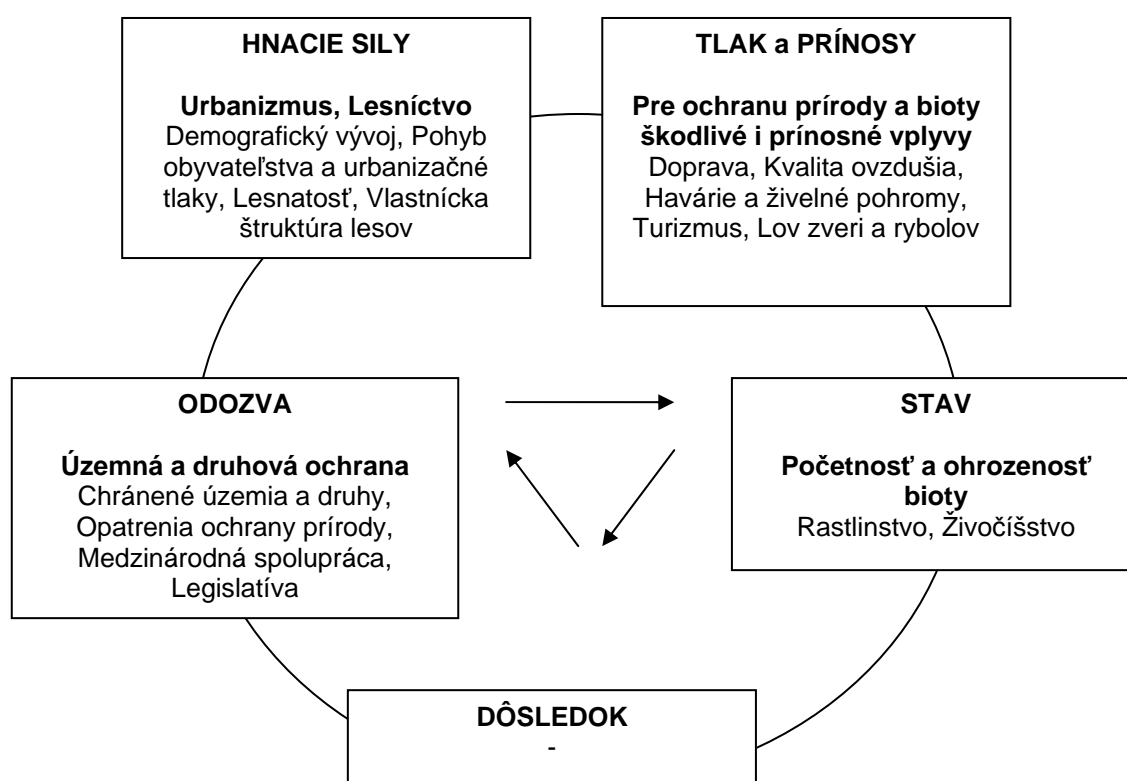 HNACIE SILY
Urbanizmus, Lesníctvo
Demografický vývoj, Pohyb
obyvateľstva a urbanizačné
tlaky, Lesnatosť, Vlastnícka
štruktúra lesov
TLAK a PRÍNOSY
Pre ochranu prírody a bioty
škodlivé i prínosné vplyvy
Doprava, Kvalita ovzdušia,
Havárie a živelné pohromy,
Turizmus, Lov zveri a rybolov
ODOZVA
Územná a druhová ochrana
Chránené územia a druhy,
Opatrenia ochrany prírody,
Medzinárodná spolupráca,
Legislatíva
STAV
Početnosť a ohrozenosť
bioty
Rastlinstvo, Živočíšstvo
DÔSLEDOK
-